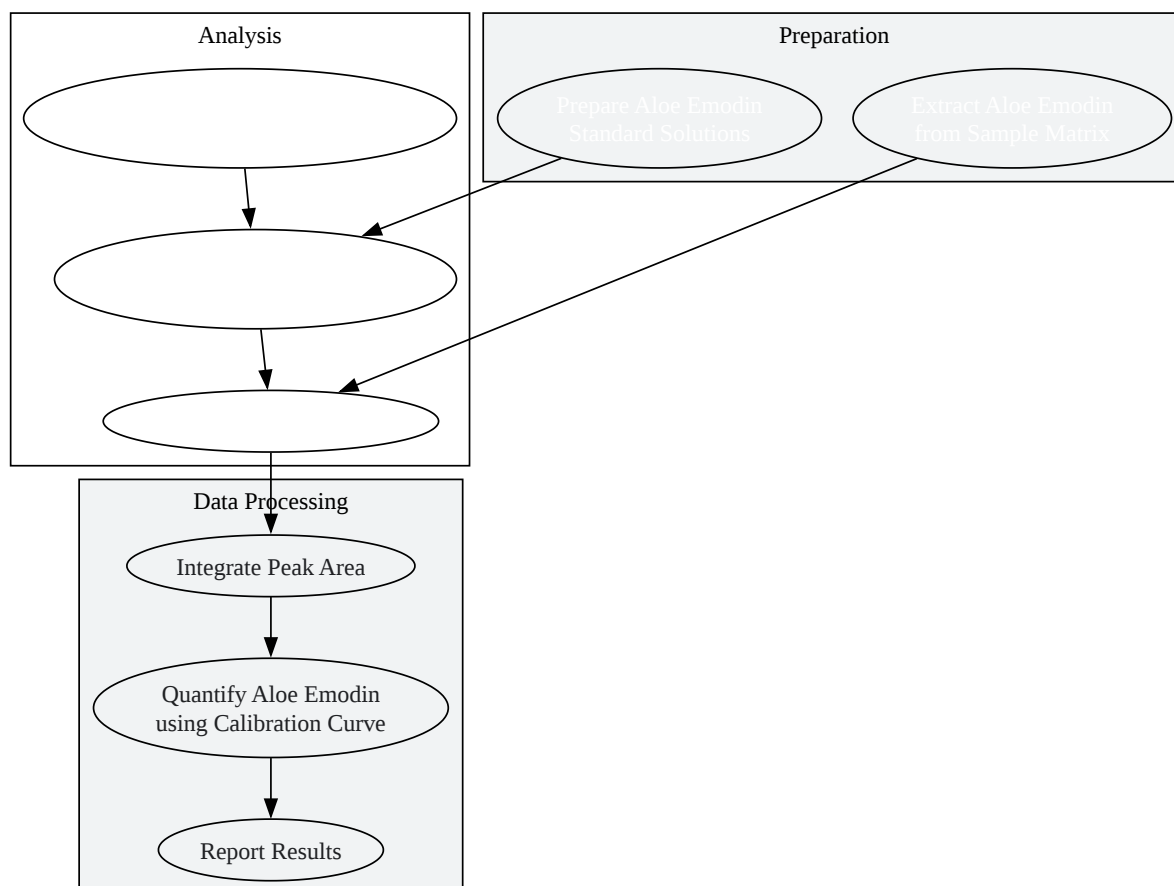 Analysis
Preparation
Prepare Aloe Emodin
Standard Solutions
Extract Aloe Emodin
from Sample Matrix
Data Processing
Integrate Peak Area
Quantify Aloe Emodin
using Calibration Curve
Report Results